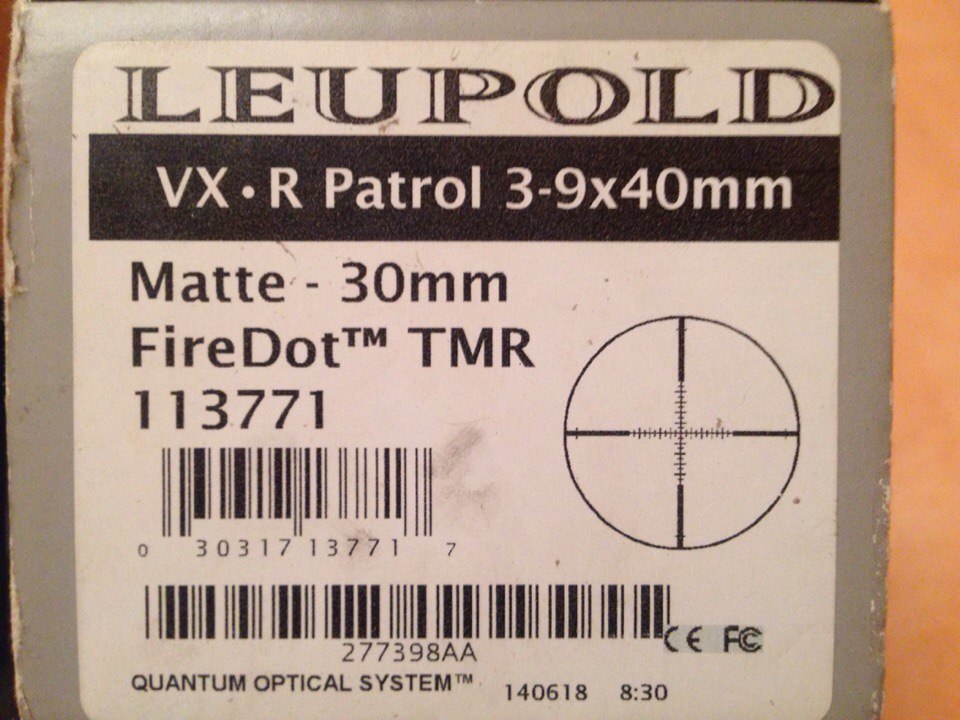 LEUPOLD
VX•R Patrol 3-9x40mm
Matte - 30mm
FireDot™ TMR
113771
0 30317 13771 7
277398AA
CE FC
QUANTUM OPTICAL SYSTEM™ 140618 8:30